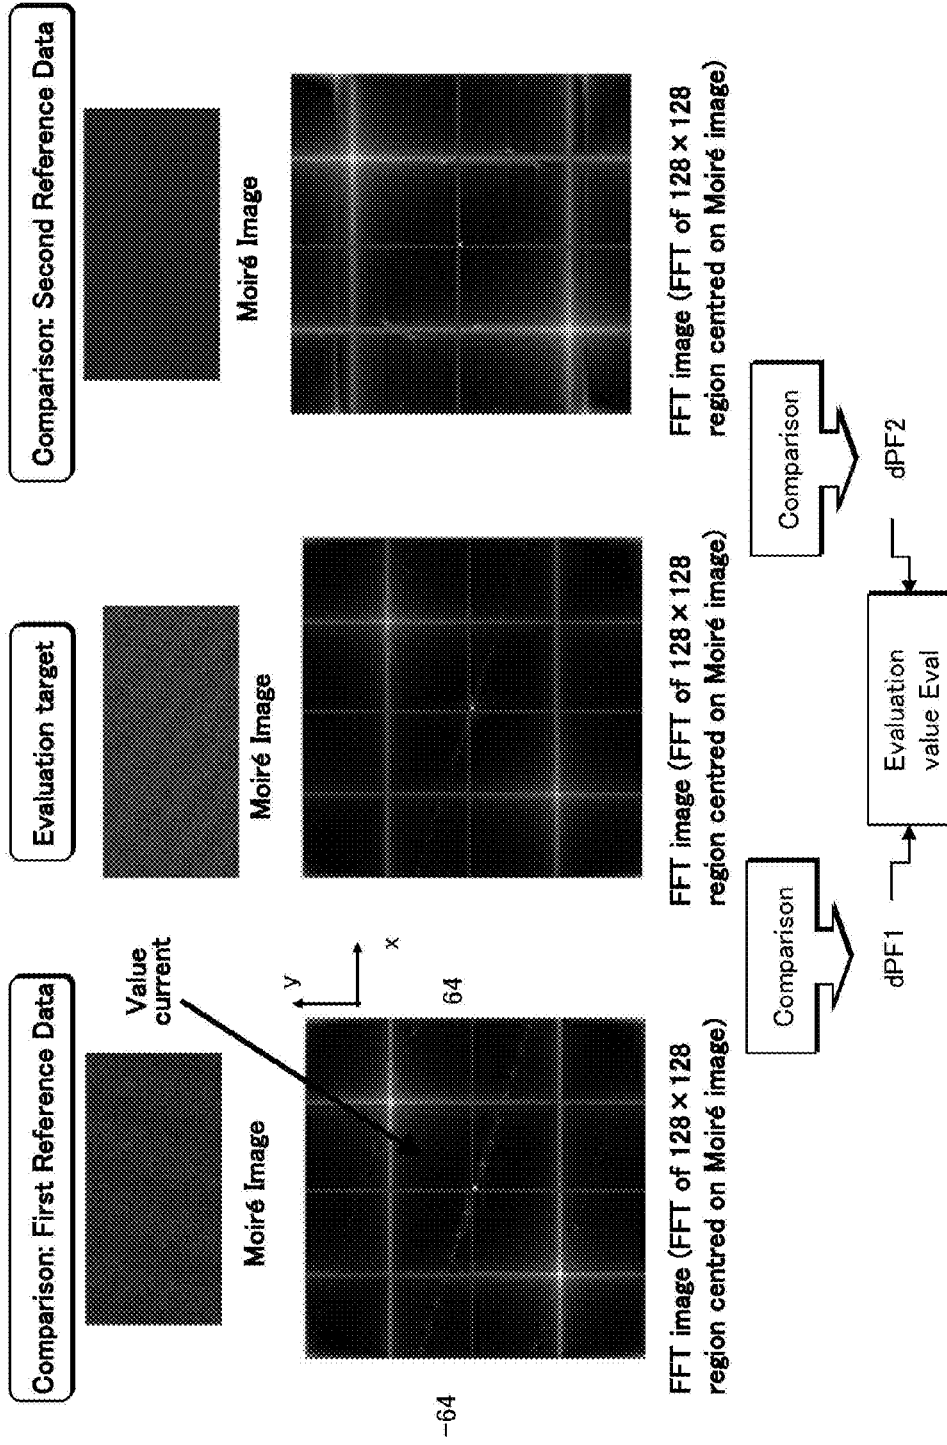 Comparison: First Reference Data
Moiré Image
Value
current
y
x
-64
64
FFT image (FFT of 128×128
region centred on Moiré image)
Evaluation target
Moiré Image
FFT image (FFT of 128×128
region centred on Moiré image)
Comparison: Second Reference Data
Moiré Image
FFT image (FFT of 128×128
region centred on Moiré image)
Comparison
Comparison
dPF1
dPF2
Evaluation
value Eval